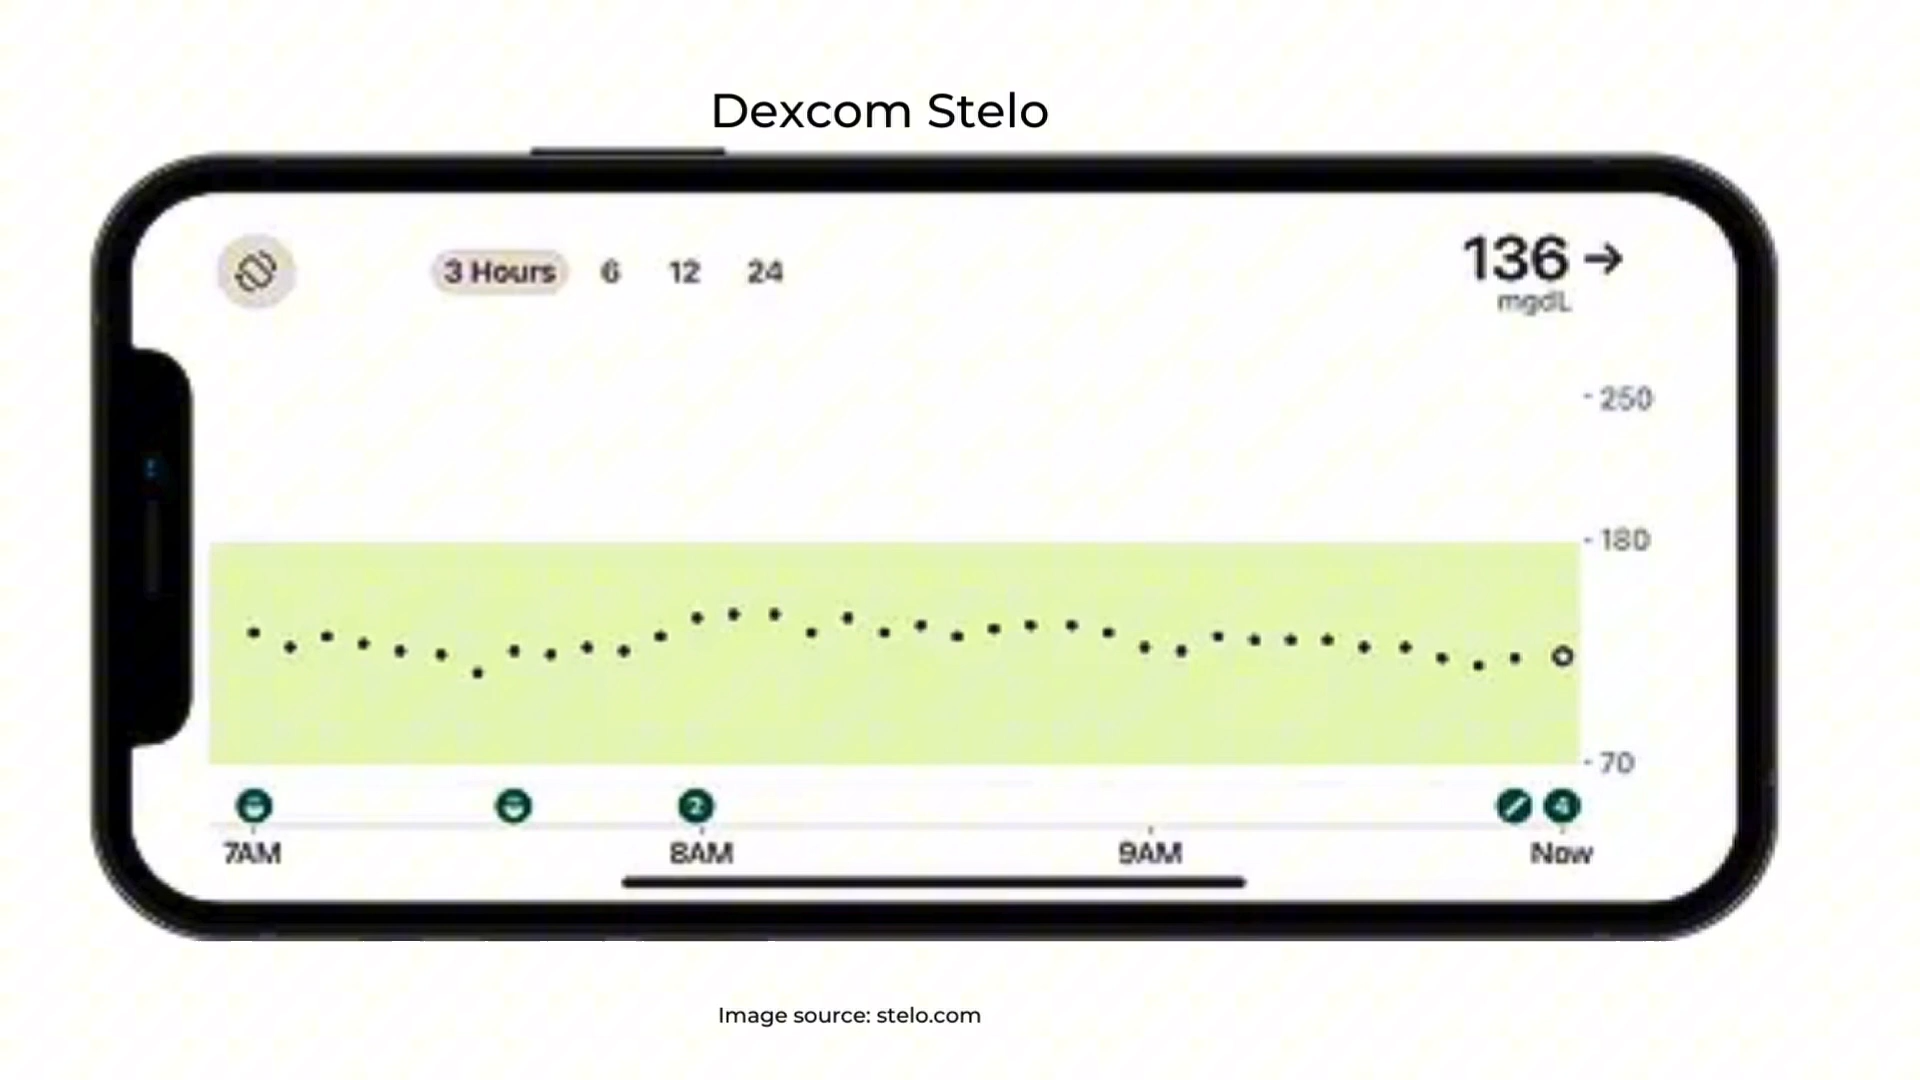 Dexcom Stelo
3 Hours 6 12 24
136 →
mgdL
250
180
70
2
4
7AM 8AM 9AM Now
Image source: stelo.com